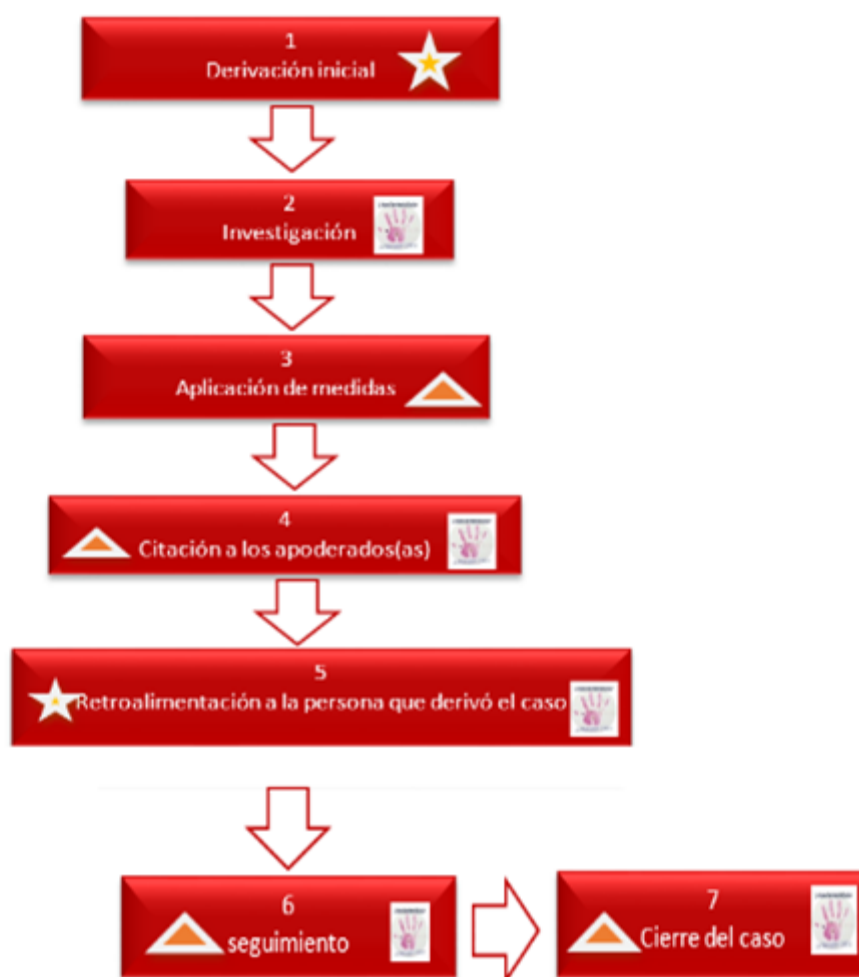 1
Derivación inicial
2
Investigación
3
Aplicación de medidas
4
Citación a los apoderados(as)
5
Retroalimentación a la persona que derivó el caso
6
seguimiento
7
Cierre del caso